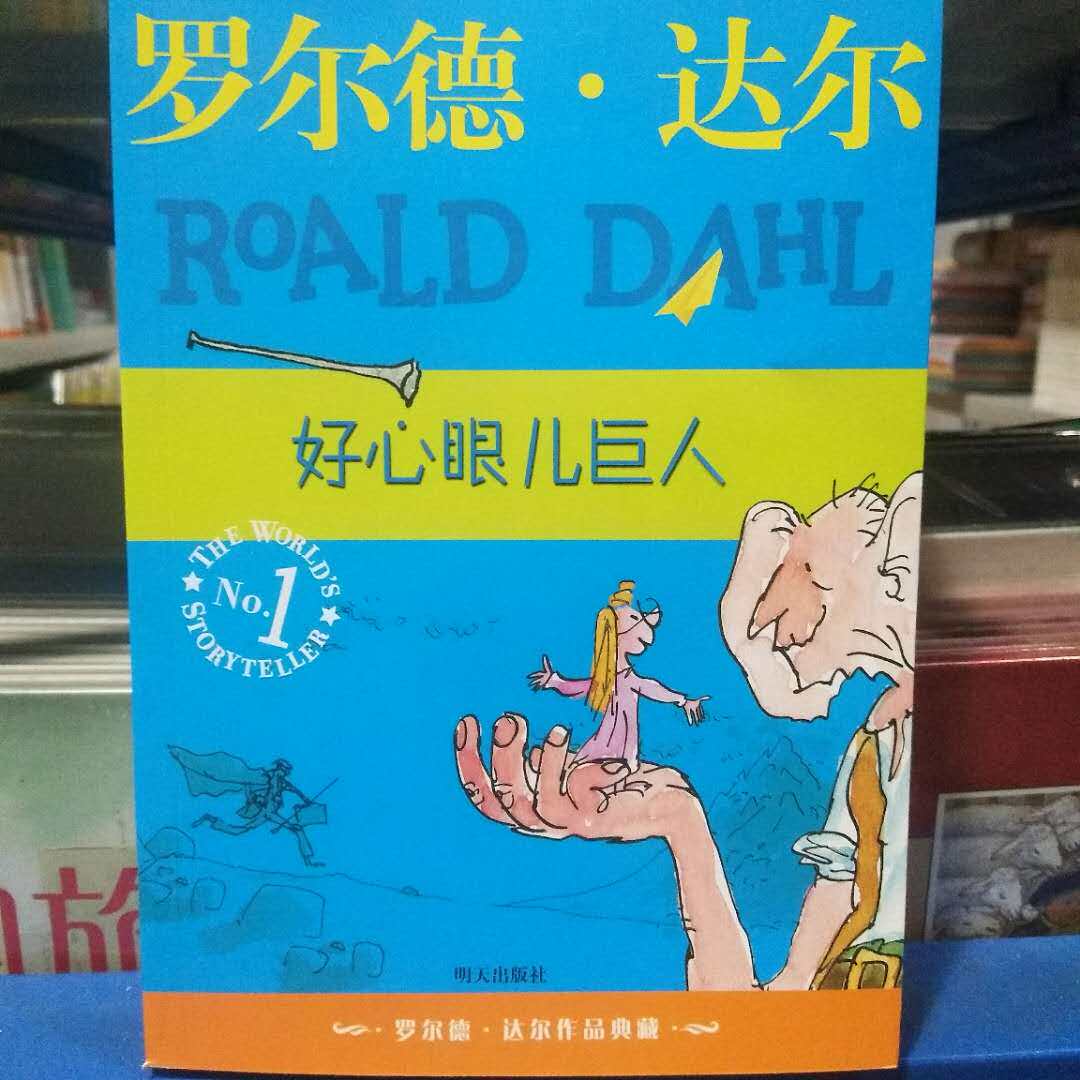 罗尔德·达尔
ROALD DAHL
好心眼儿巨人
THE WORLD'S
No.1
STORYTELLER
明天出版社
·罗尔德·达尔作品典藏·